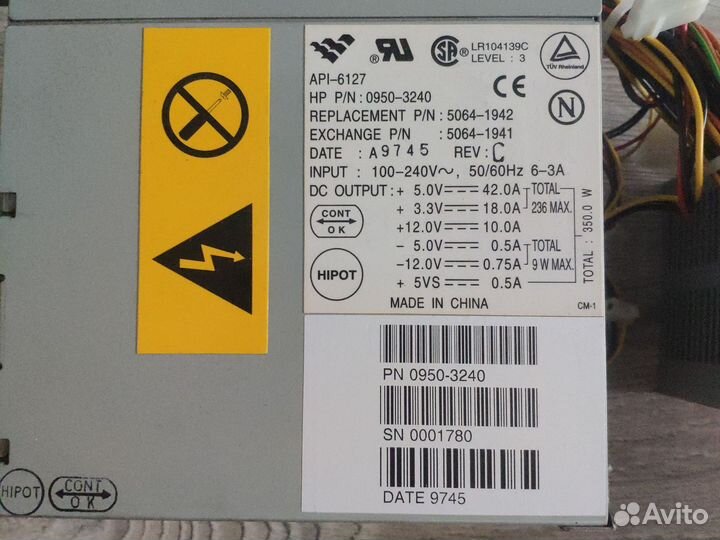 LR104139C
LEVEL : 3
TÜV Rheinland
API-6127
HP P/N : 0950-3240
REPLACEMENT P/N : 5064-1942
EXCHANGE P/N : 5064-1941
DATE : A9745 REV: C
INPUT : 100-240V~, 50/60Hz 6-3A
DC OUTPUT : + 5.0V 42.0A TOTAL
+ 3.3V 18.0A 236 MAX.
+12.0V 10.0A
- 5.0V 0.5A TOTAL
-12.0V 0.75A 9 W MAX.
+ 5VS 0.5A
TOTAL : 350.0 W
CONT
OK
HIPOT
MADE IN CHINA
CM-1
PN 0950-3240
SN 0001780
DATE 9745
HIPOT
CONT
OK
Avito